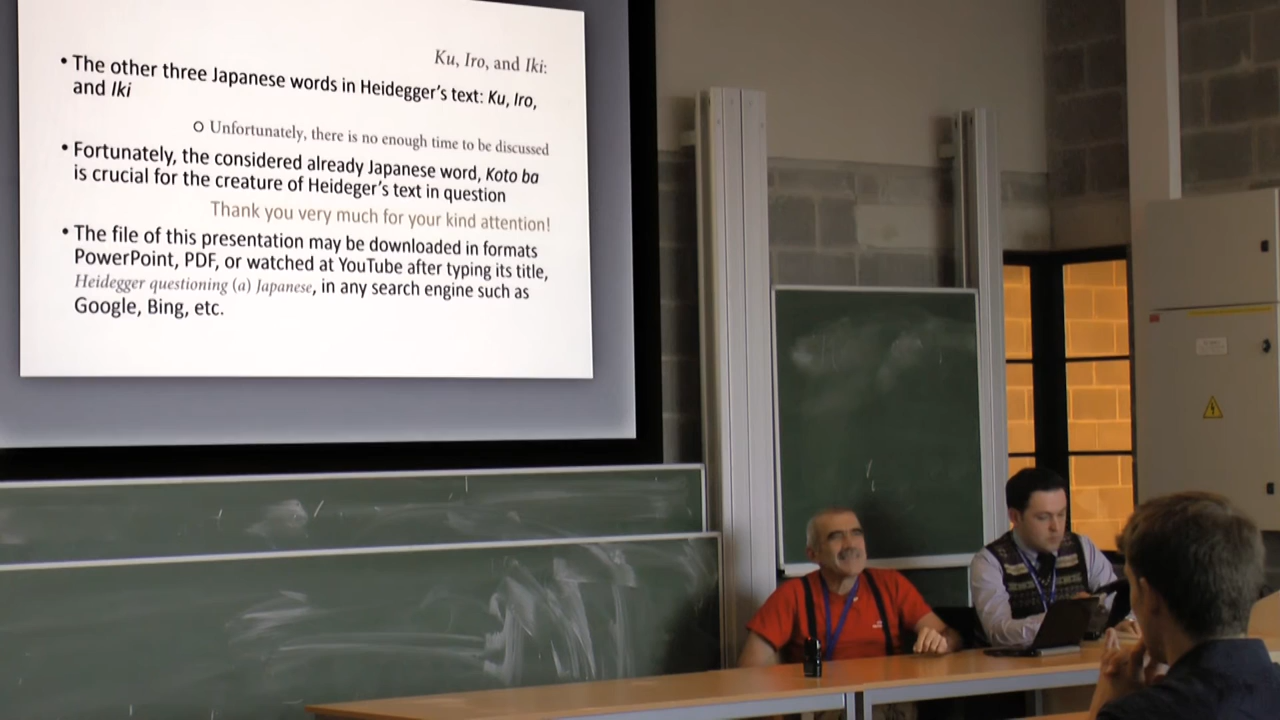 Ku, Iro, and Iki:
• The other three Japanese words in Heidegger's text: Ku, Iro,
and Iki
o Unfortunately, there is no enough time to be discussed
• Fortunately, the considered already Japanese word, Koto ba
is crucial for the creature of Heideger's text in question
Thank you very much for your kind attention!
• The file of this presentation may be downloaded in formats
PowerPoint, PDF, or watched at YouTube after typing its title,
Heidegger questioning (a) Japanese, in any search engine such as
Google, Bing, etc.